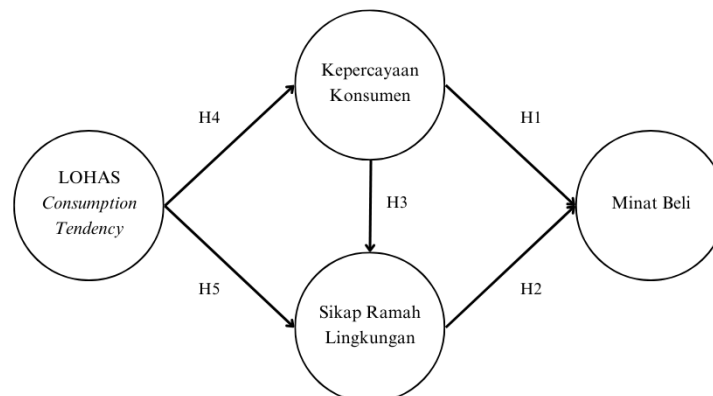 Kepercayaan
Konsumen
H4
H1
LOHAS
Consumption
Tendency
H3
Minat Beli
H5
H2
Sikap Ramah
Lingkungan